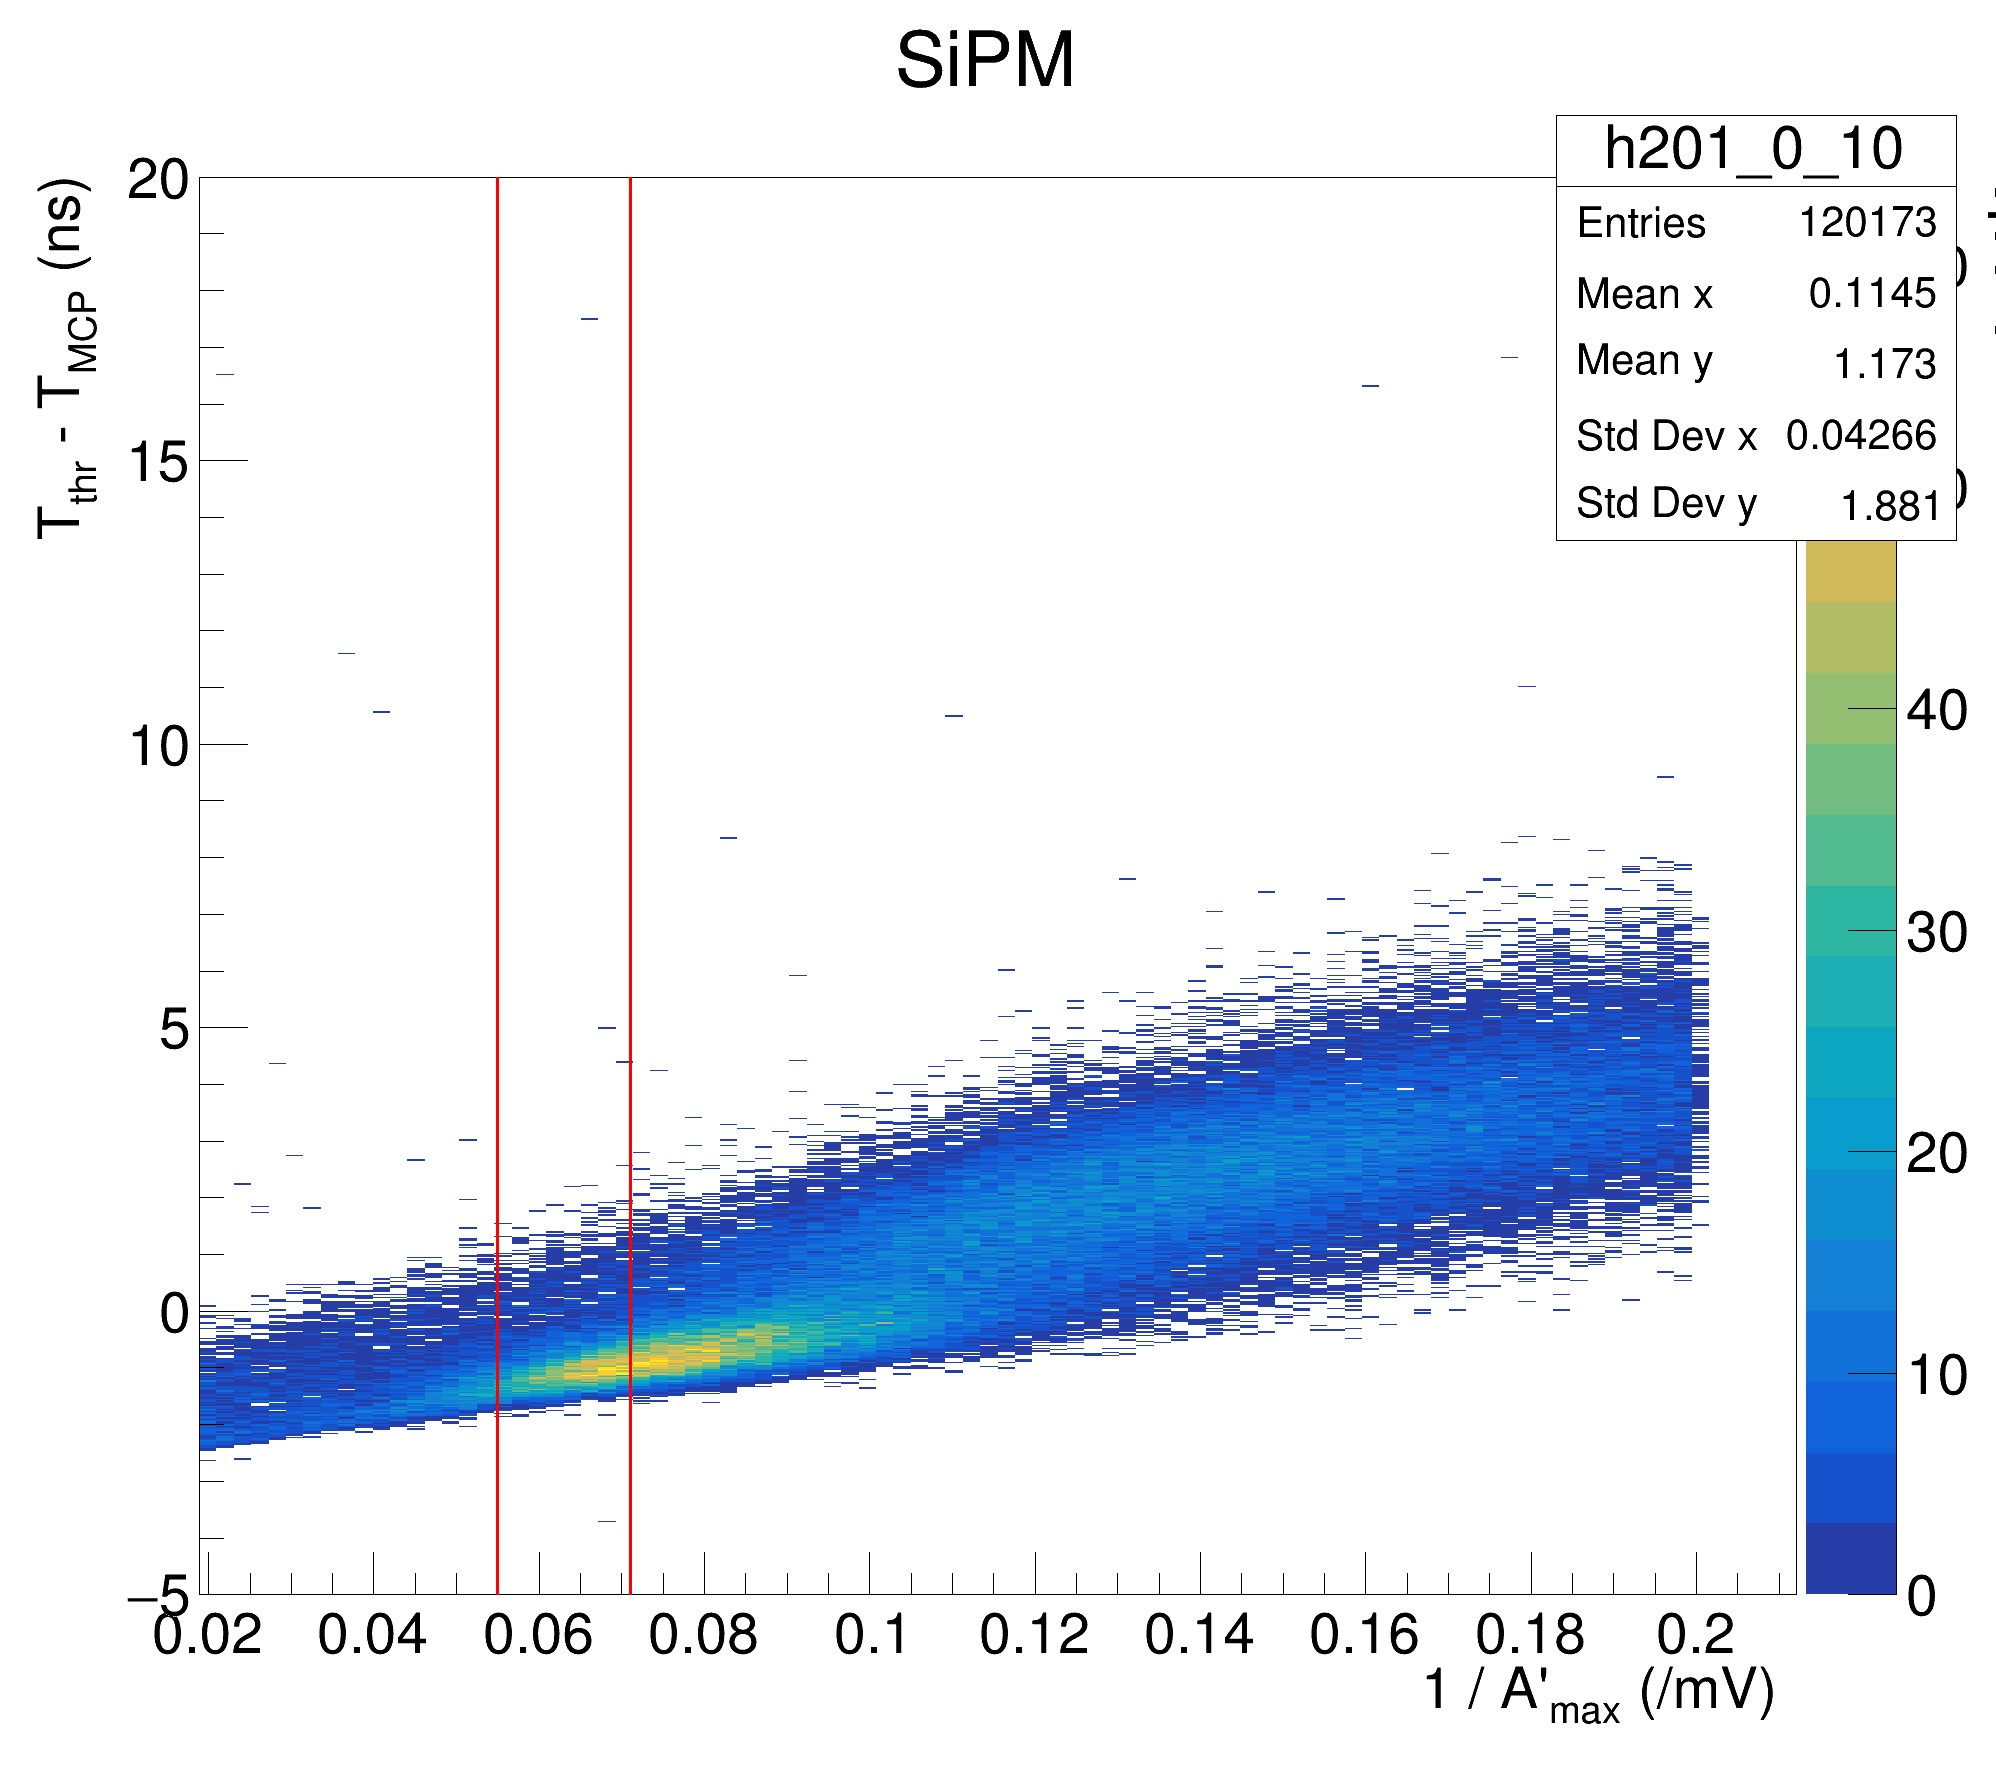 SiPM
h201_0_10
Entries 120173
Mean x 0.1145
Mean y 1.173
Std Dev x 0.04266
Std Dev y 1.881
T_thr - T_MCP (ns)
20
15
10
5
0
−5
40
30
20
10
0
0.02 0.04 0.06 0.08 0.1 0.12 0.14 0.16 0.18 0.2
1 / A'_max (/mV)